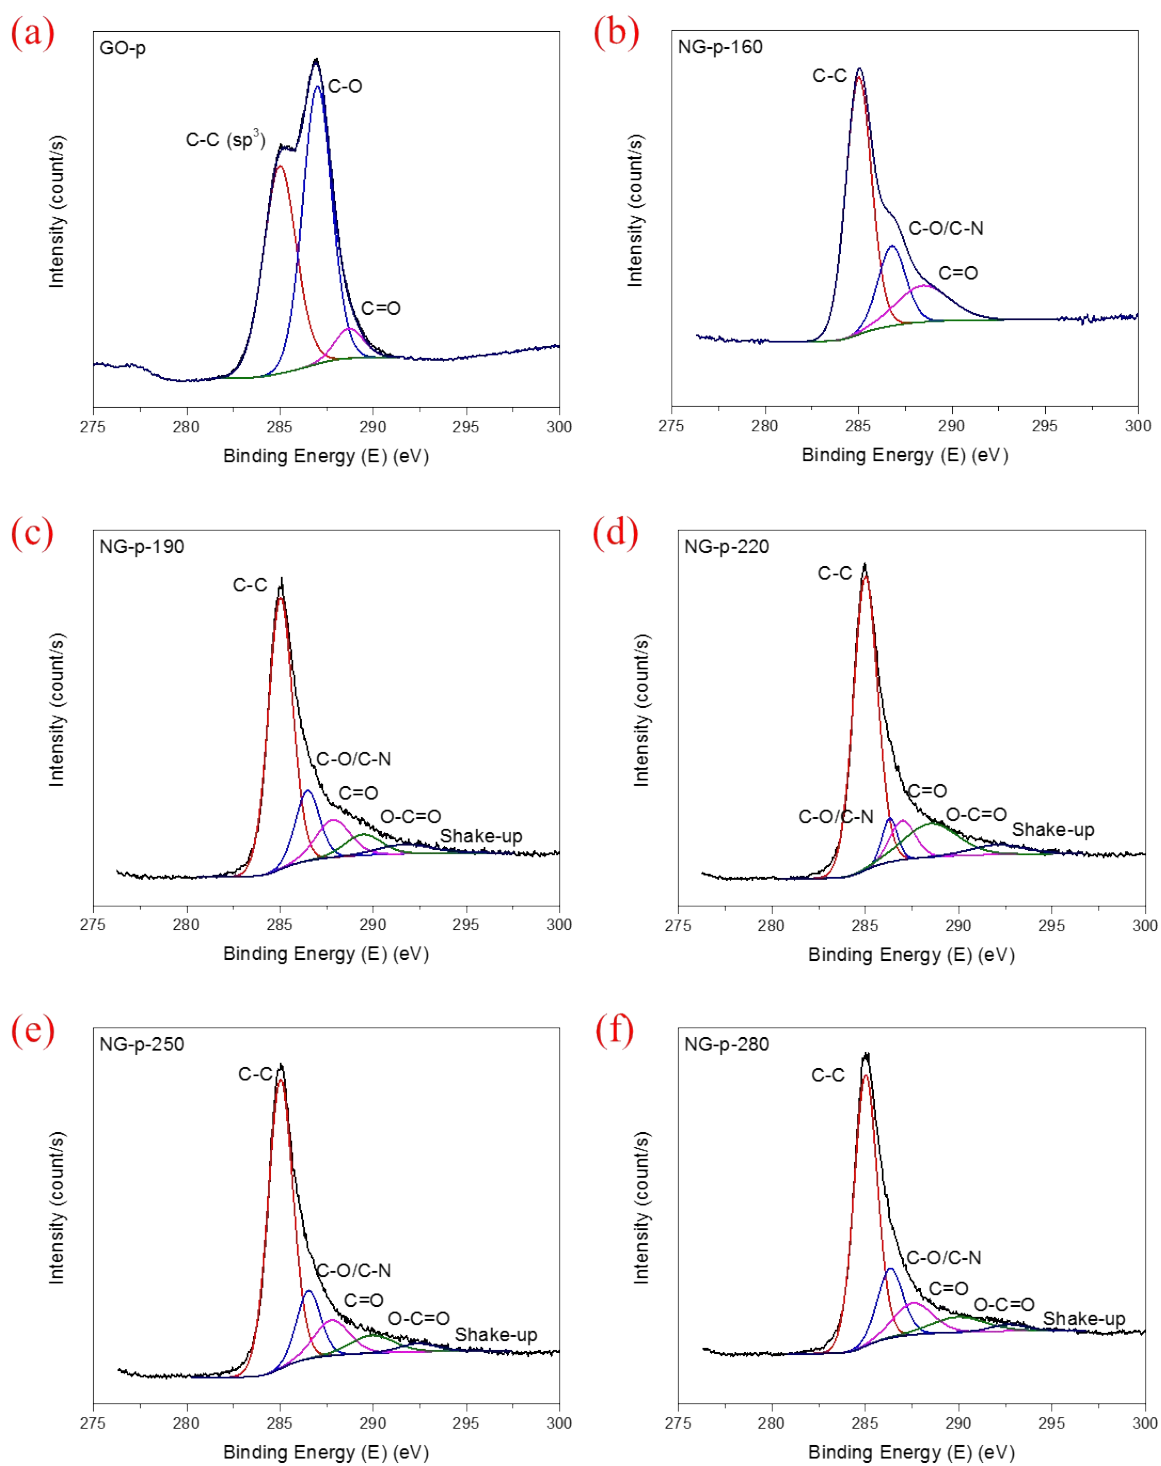 (a)
GO-p
C-O
C-C (sp³)
C=O
Intensity (count/s)
275 280 285 290 295 300
Binding Energy (E) (eV)
(b)
NG-p-160
C-C
C-O/C-N
C=O
Intensity (count/s)
275 280 285 290 295 300
Binding Energy (E) (eV)
(c)
NG-p-190
C-C
C-O/C-N
C=O
O-C=O
Shake-up
Intensity (count/s)
275 280 285 290 295 300
Binding Energy (E) (eV)
(d)
NG-p-220
C-C
C=O
C-O/C-N
O-C=O
Shake-up
Intensity (count/s)
275 280 285 290 295 300
Binding Energy (E) (eV)
(e)
NG-p-250
C-C
C-O/C-N
C=O
O-C=O
Shake-up
Intensity (count/s)
275 280 285 290 295 300
Binding Energy (E) (eV)
(f)
NG-p-280
C-C
C-O/C-N
C=O
O-C=O
Shake-up
Intensity (count/s)
275 280 285 290 295 300
Binding Energy (E) (eV)